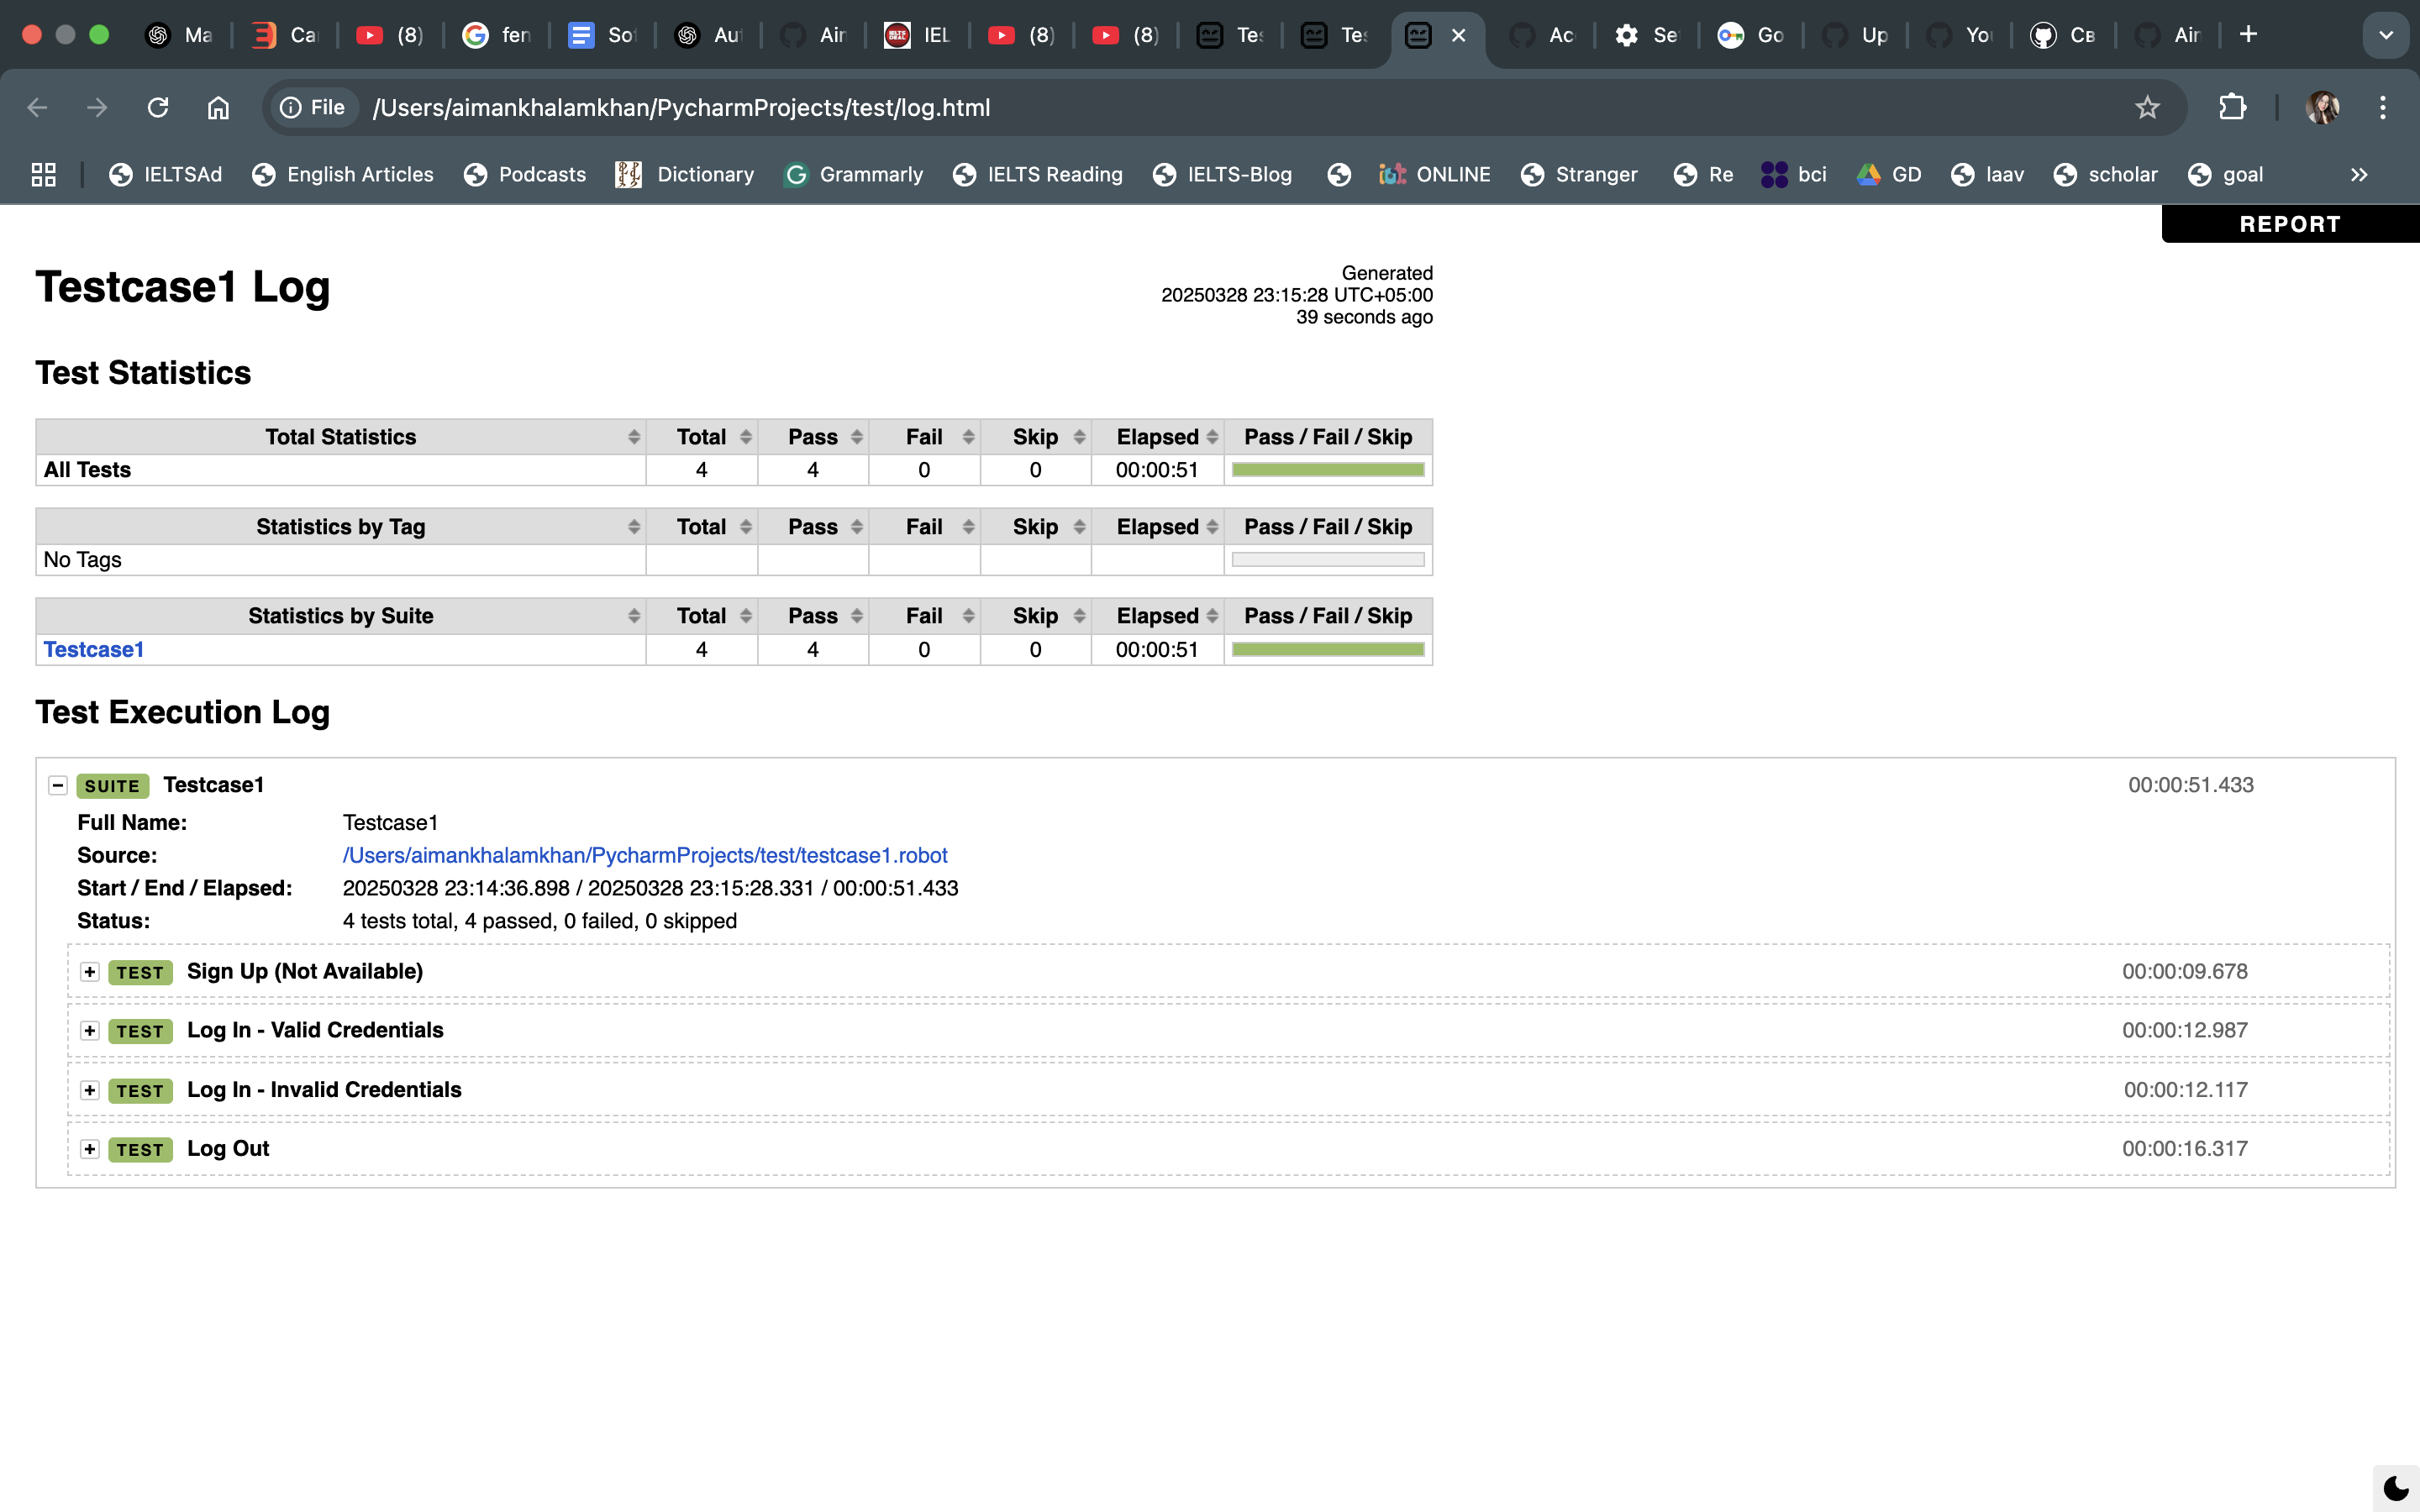 Ma Ca (8) fen So Au Air IEL (8) (8) Tes Tes Ac Se Go Up You Св Air
File /Users/aimankhalamkhan/PycharmProjects/test/log.html
IELTSAd English Articles Podcasts Dictionary Grammarly IELTS Reading IELTS-Blog ONLINE Stranger Re bci GD laav scholar goal
REPORT
Testcase1 Log
Generated
20250328 23:15:28 UTC+05:00
39 seconds ago
Test Statistics
Total Statistics Total Pass Fail Skip Elapsed Pass / Fail / Skip
All Tests 4 4 0 0 00:00:51
Statistics by Tag Total Pass Fail Skip Elapsed Pass / Fail / Skip
No Tags
Statistics by Suite Total Pass Fail Skip Elapsed Pass / Fail / Skip
Testcase1 4 4 0 0 00:00:51
Test Execution Log
SUITE Testcase1 00:00:51.433
Full Name: Testcase1
Source: /Users/aimankhalamkhan/PycharmProjects/test/testcase1.robot
Start / End / Elapsed: 20250328 23:14:36.898 / 20250328 23:15:28.331 / 00:00:51.433
Status: 4 tests total, 4 passed, 0 failed, 0 skipped
TEST Sign Up (Not Available) 00:00:09.678
TEST Log In - Valid Credentials 00:00:12.987
TEST Log In - Invalid Credentials 00:00:12.117
TEST Log Out 00:00:16.317